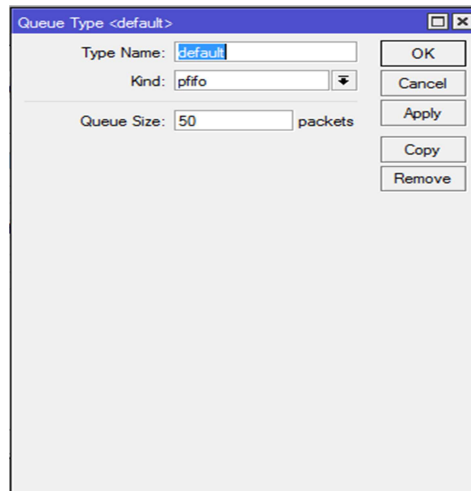 Queue Type <default>
Type Name: default
OK
Kind: pfifo
Cancel
Queue Size: 50 packets
Apply
Copy
Remove